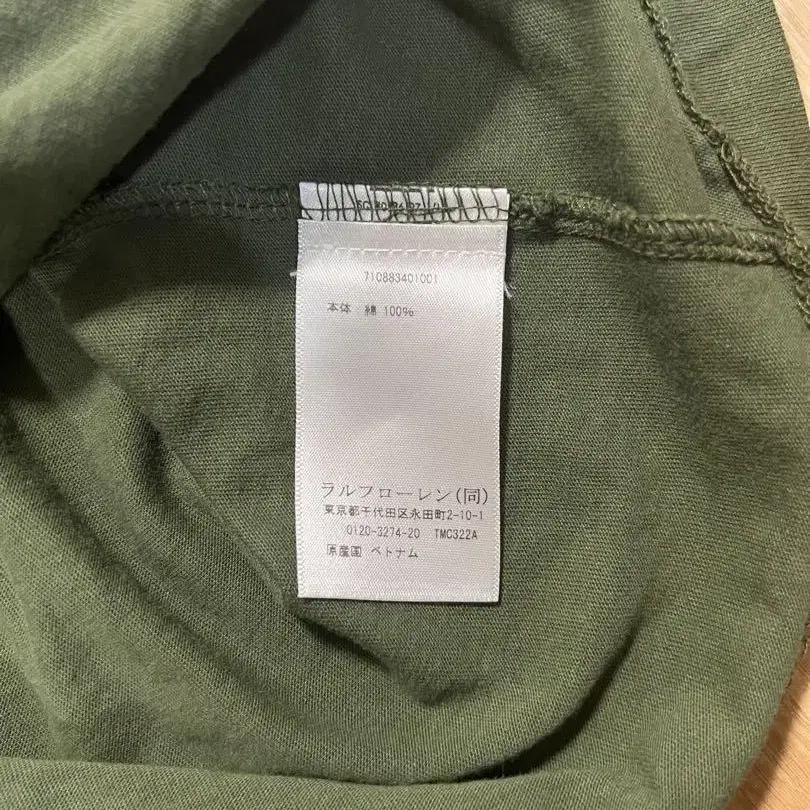 710883401001
本体 綿 100%
ラルフローレン(同)
東京都千代田区永田町2-10-1
0120-3274-20 TMC322A
原産国 ベトナム